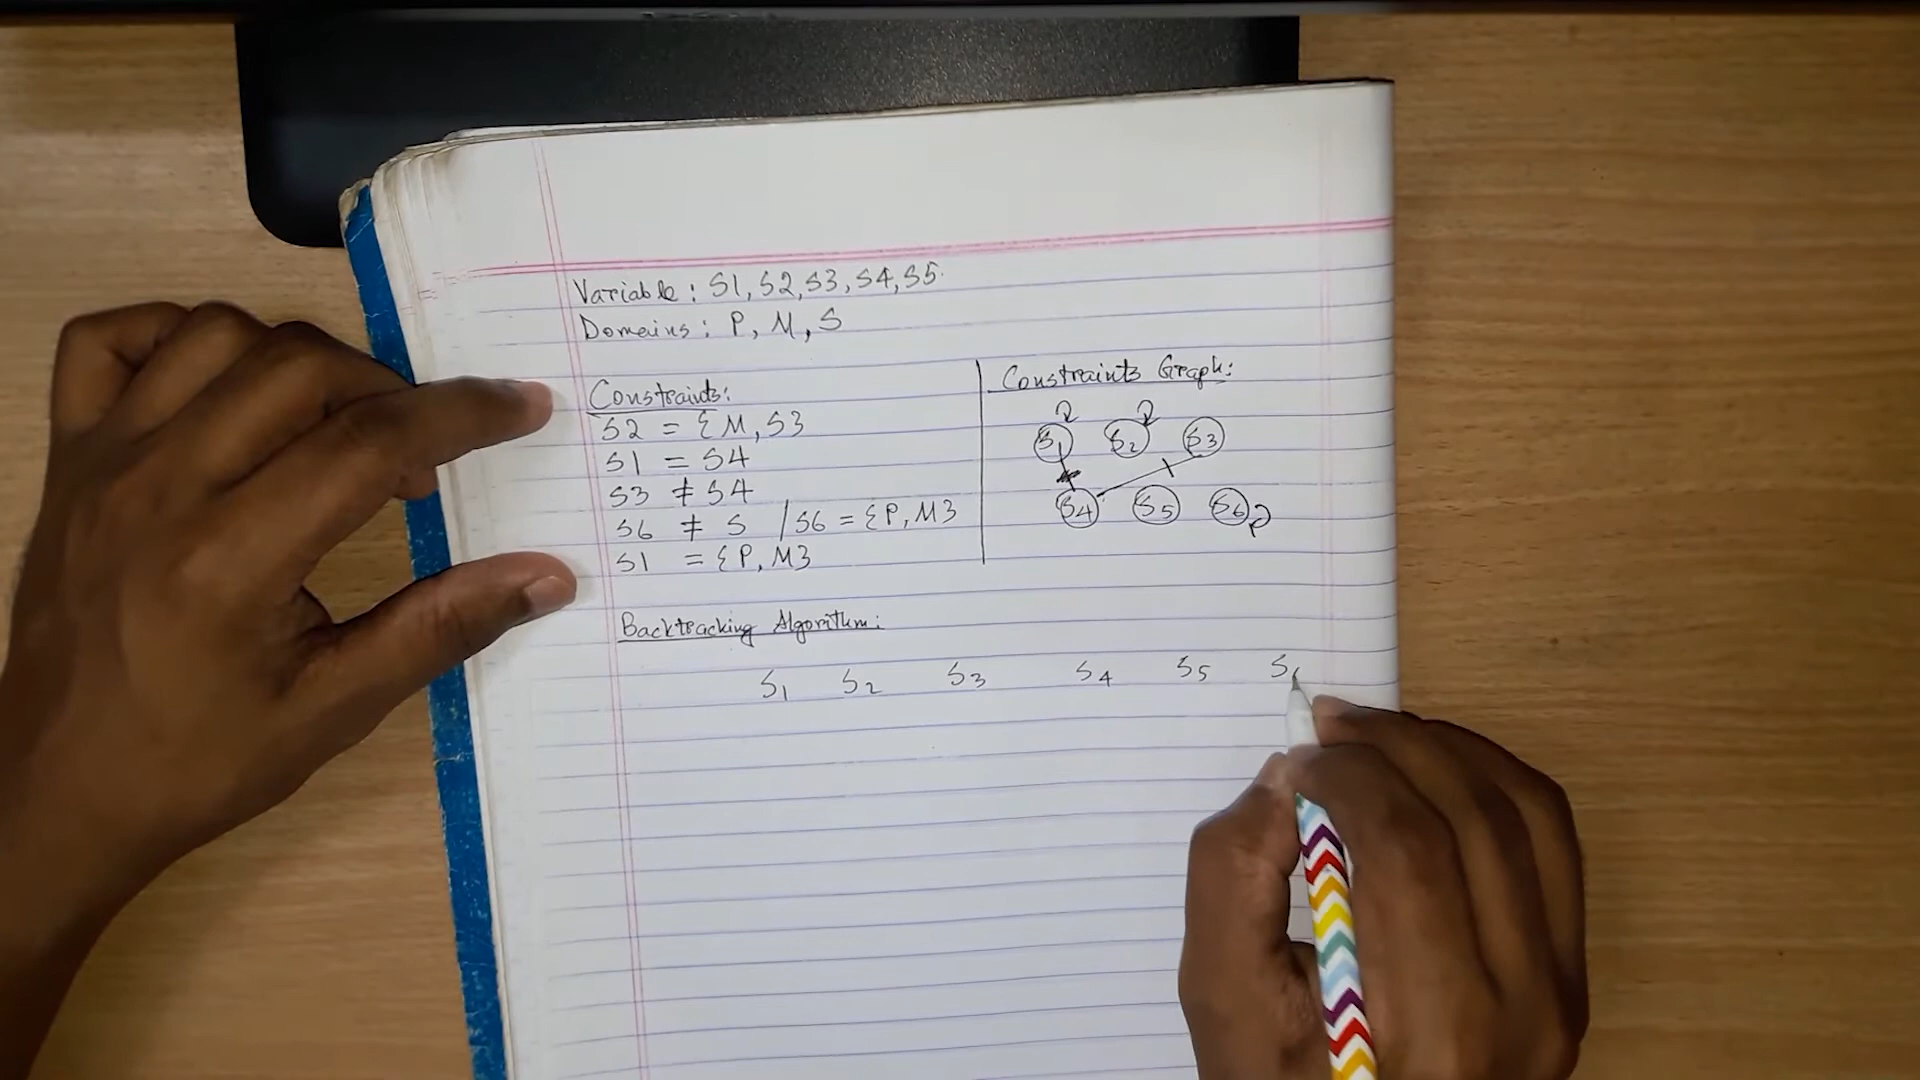 Variable : S1, S2, S3, S4, S5.
Domains : P, M, S
Constraints:
S2 = {M, S}
S1 = S4
S3 ≠ S4
S6 ≠ S / S6 = {P, M}
S1 = {P, M}
Constraints Graph:
S1 S2 S3
S4 S5 S6
Backtracking Algorithm:
S1 S2 S3 S4 S5 S6